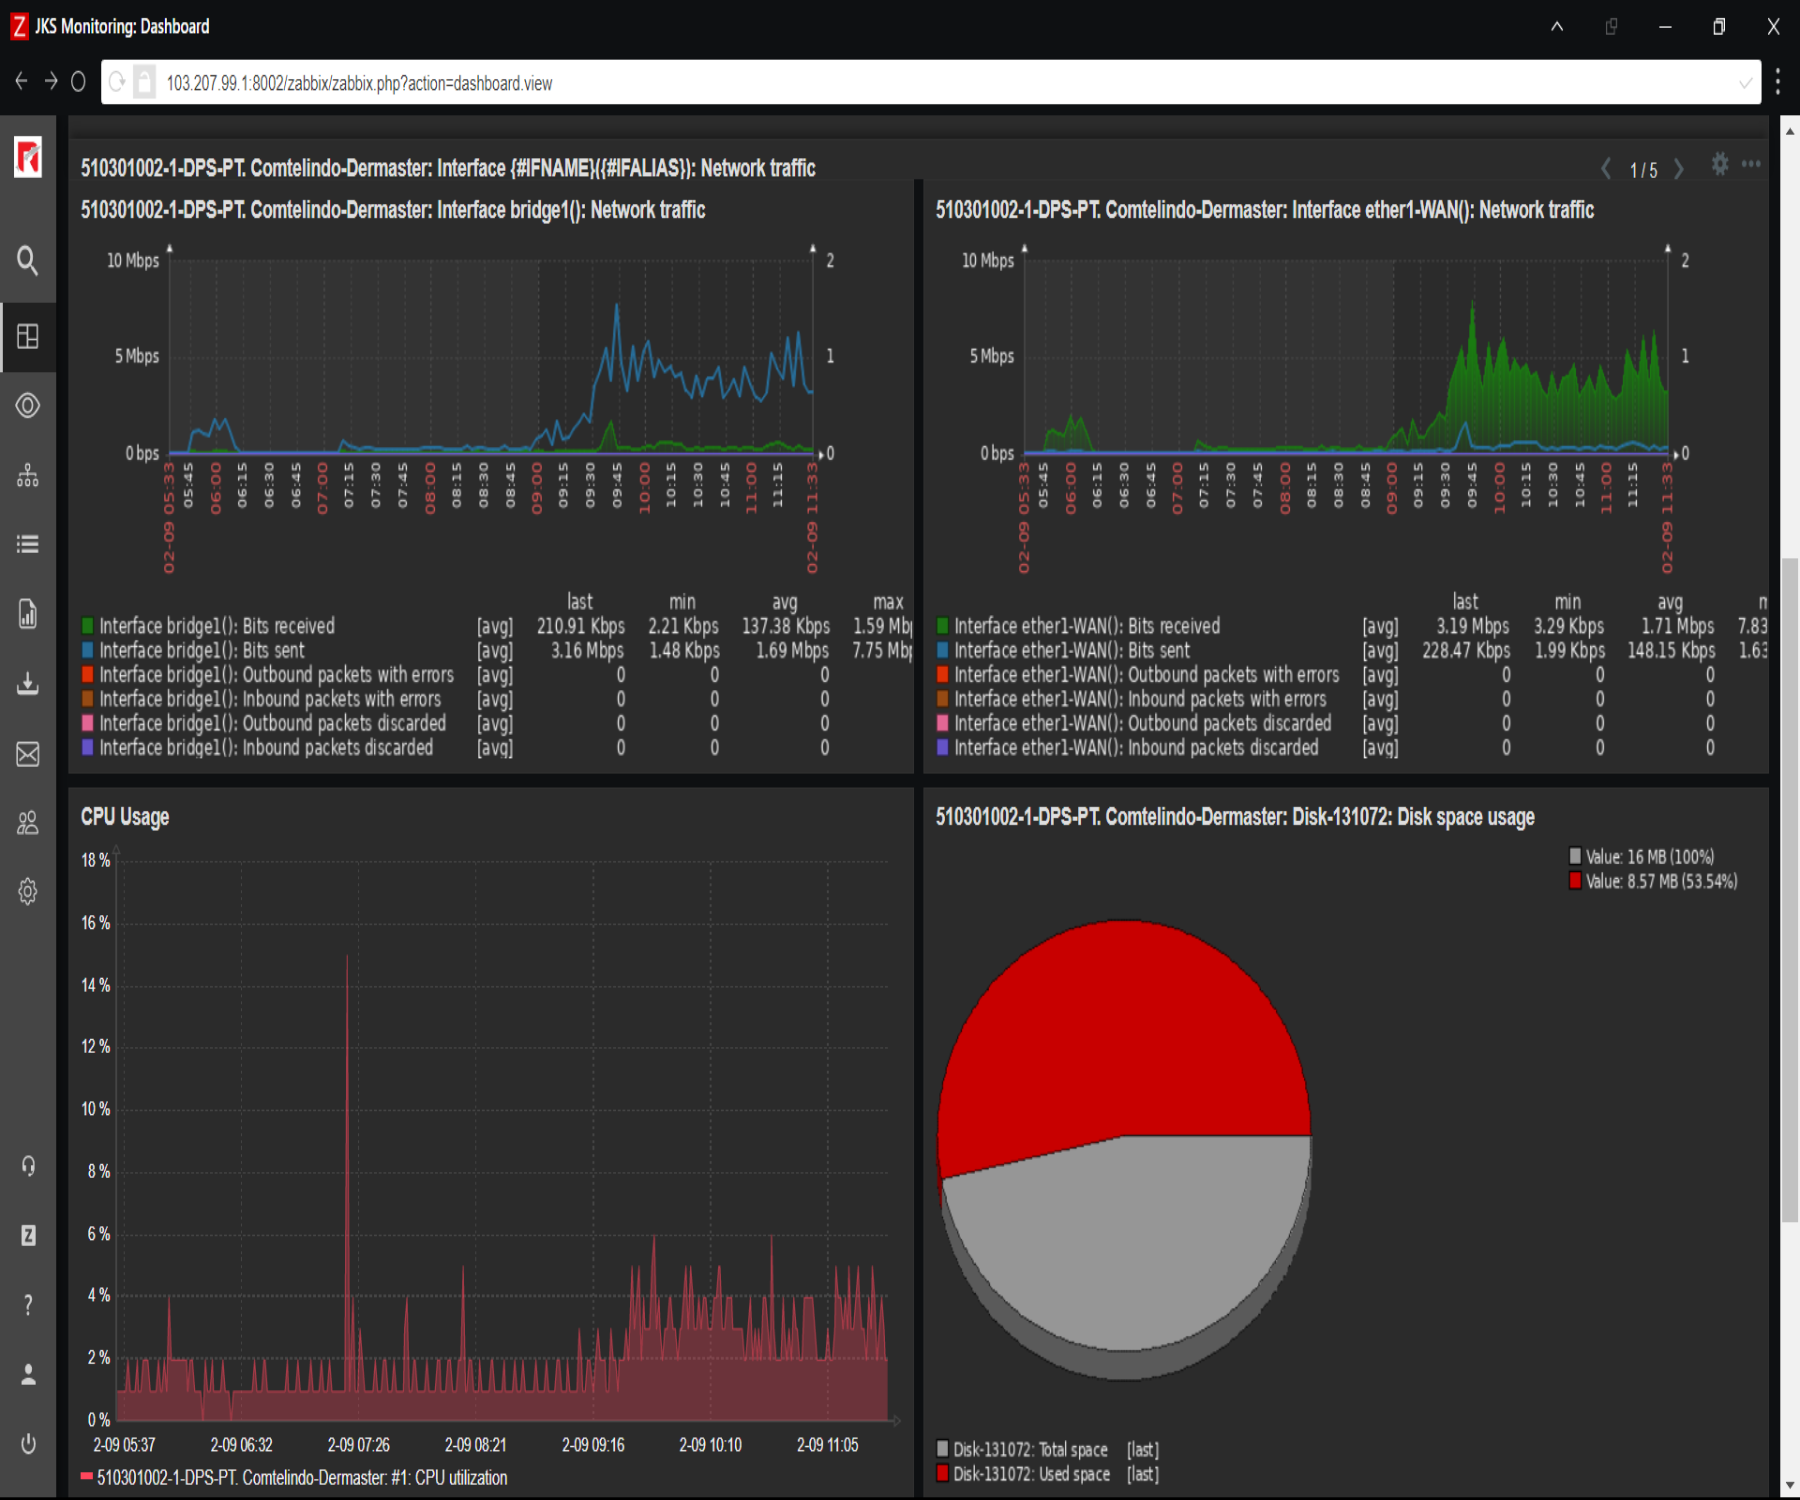 JKS Monitoring: Dashboard
103.207.99.1:8002/zabbix/zabbix.php?action=dashboard.view
510301002-1-DPS-PT. Comtelindo-Dermaster: Interface {#IFNAME}({#IFALIAS}): Network traffic
1 / 5
510301002-1-DPS-PT. Comtelindo-Dermaster: Interface bridge1(): Network traffic
10 Mbps 2
5 Mbps 1
0 bps 0
02-09 05:33 05:45 06:00 06:15 06:30 06:45 07:00 07:15 07:30 07:45 08:00 08:15 08:30 08:45 09:00 09:15 09:30 09:45 10:00 10:15 10:30 10:45 11:00 11:15 02-09 11:33
last min avg max
Interface bridge1(): Bits received [avg] 210.91 Kbps 2.21 Kbps 137.38 Kbps 1.59 Mb
Interface bridge1(): Bits sent [avg] 3.16 Mbps 1.48 Kbps 1.69 Mbps 7.75 Mb
Interface bridge1(): Outbound packets with errors [avg] 0 0 0
Interface bridge1(): Inbound packets with errors [avg] 0 0 0
Interface bridge1(): Outbound packets discarded [avg] 0 0 0
Interface bridge1(): Inbound packets discarded [avg] 0 0 0
510301002-1-DPS-PT. Comtelindo-Dermaster: Interface ether1-WAN(): Network traffic
10 Mbps 2
5 Mbps 1
0 bps 0
02-09 05:33 05:45 06:00 06:15 06:30 06:45 07:00 07:15 07:30 07:45 08:00 08:15 08:30 08:45 09:00 09:15 09:30 09:45 10:00 10:15 10:30 10:45 11:00 11:15 02-09 11:33
last min avg
Interface ether1-WAN(): Bits received [avg] 3.19 Mbps 3.29 Kbps 1.71 Mbps 7.83
Interface ether1-WAN(): Bits sent [avg] 228.47 Kbps 1.99 Kbps 148.15 Kbps 1.63
Interface ether1-WAN(): Outbound packets with errors [avg] 0 0 0
Interface ether1-WAN(): Inbound packets with errors [avg] 0 0 0
Interface ether1-WAN(): Outbound packets discarded [avg] 0 0 0
Interface ether1-WAN(): Inbound packets discarded [avg] 0 0 0
CPU Usage
18 %
16 %
14 %
12 %
10 %
8 %
6 %
4 %
2 %
0 %
2-09 05:37 2-09 06:32 2-09 07:26 2-09 08:21 2-09 09:16 2-09 10:10 2-09 11:05
510301002-1-DPS-PT. Comtelindo-Dermaster: #1: CPU utilization
510301002-1-DPS-PT. Comtelindo-Dermaster: Disk-131072: Disk space usage
Value: 16 MB (100%)
Value: 8.57 MB (53.54%)
Disk-131072: Total space [last]
Disk-131072: Used space [last]